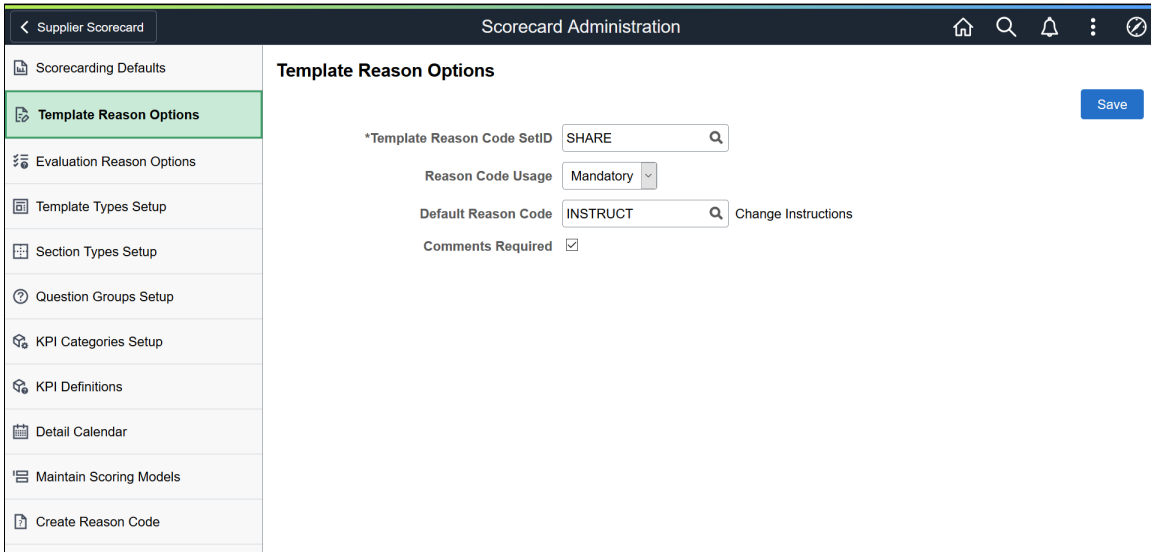 Supplier Scorecard
Scorecard Administration
Scorecarding Defaults
Template Reason Options
Evaluation Reason Options
Template Types Setup
Section Types Setup
Question Groups Setup
KPI Categories Setup
KPI Definitions
Detail Calendar
Maintain Scoring Models
Create Reason Code
Template Reason Options
Save
*Template Reason Code SetID SHARE
Reason Code Usage Mandatory
Default Reason Code INSTRUCT Change Instructions
Comments Required